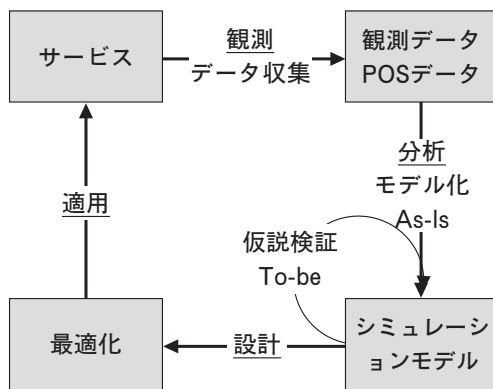 サービス
観測
データ収集
観測データ
POSデータ
分析
モデル化
As-Is
仮説検証
To-be
適用
最適化
設計
シミュレーシ
ョンモデル